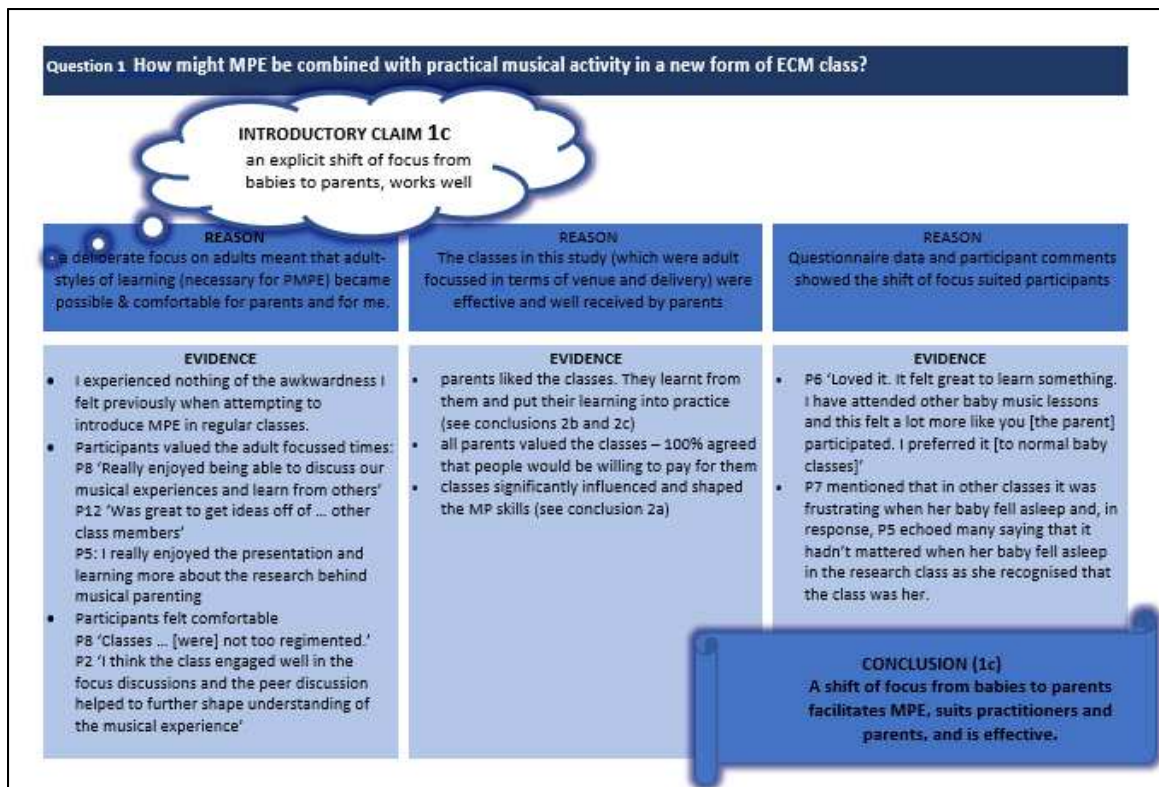 Question 1 How might MPE be combined with practical musical activity in a new form of ECM class?
INTRODUCTORY CLAIM 1c
an explicit shift of focus from
babies to parents, works well
REASON
a deliberate focus on adults meant that adult-
styles of learning (necessary for PMPE) became
possible & comfortable for parents and for me.
REASON
The classes in this study (which were adult
focussed in terms of venue and delivery) were
effective and well received by parents
REASON
Questionnaire data and participant comments
showed the shift of focus suited participants
EVIDENCE
• I experienced nothing of the awkwardness I
felt previously when attempting to
introduce MPE in regular classes.
• Participants valued the adult focussed times:
P8 'Really enjoyed being able to discuss our
musical experiences and learn from others'
P12 'Was great to get ideas off of ... other
class members'
P5: I really enjoyed the presentation and
learning more about the research behind
musical parenting
• Participants felt comfortable
P8 'Classes ... [were] not too regimented.'
P2 'I think the class engaged well in the
focus discussions and the peer discussion
helped to further shape understanding of
the musical experience'
EVIDENCE
• parents liked the classes. They learnt from
them and put their learning into practice
(see conclusions 2b and 2c)
• all parents valued the classes – 100% agreed
that people would be willing to pay for them
• classes significantly influenced and shaped
the MP skills (see conclusion 2a)
EVIDENCE
• P6 'Loved it. It felt great to learn something.
I have attended other baby music lessons
and this felt a lot more like you [the parent]
participated. I preferred it [to normal baby
classes]'
• P7 mentioned that in other classes it was
frustrating when her baby fell asleep and, in
response, P5 echoed many saying that it
hadn't mattered when her baby fell asleep
in the research class as she recognised that
the class was her.
CONCLUSION (1c)
A shift of focus from babies to parents
facilitates MPE, suits practitioners and
parents, and is effective.